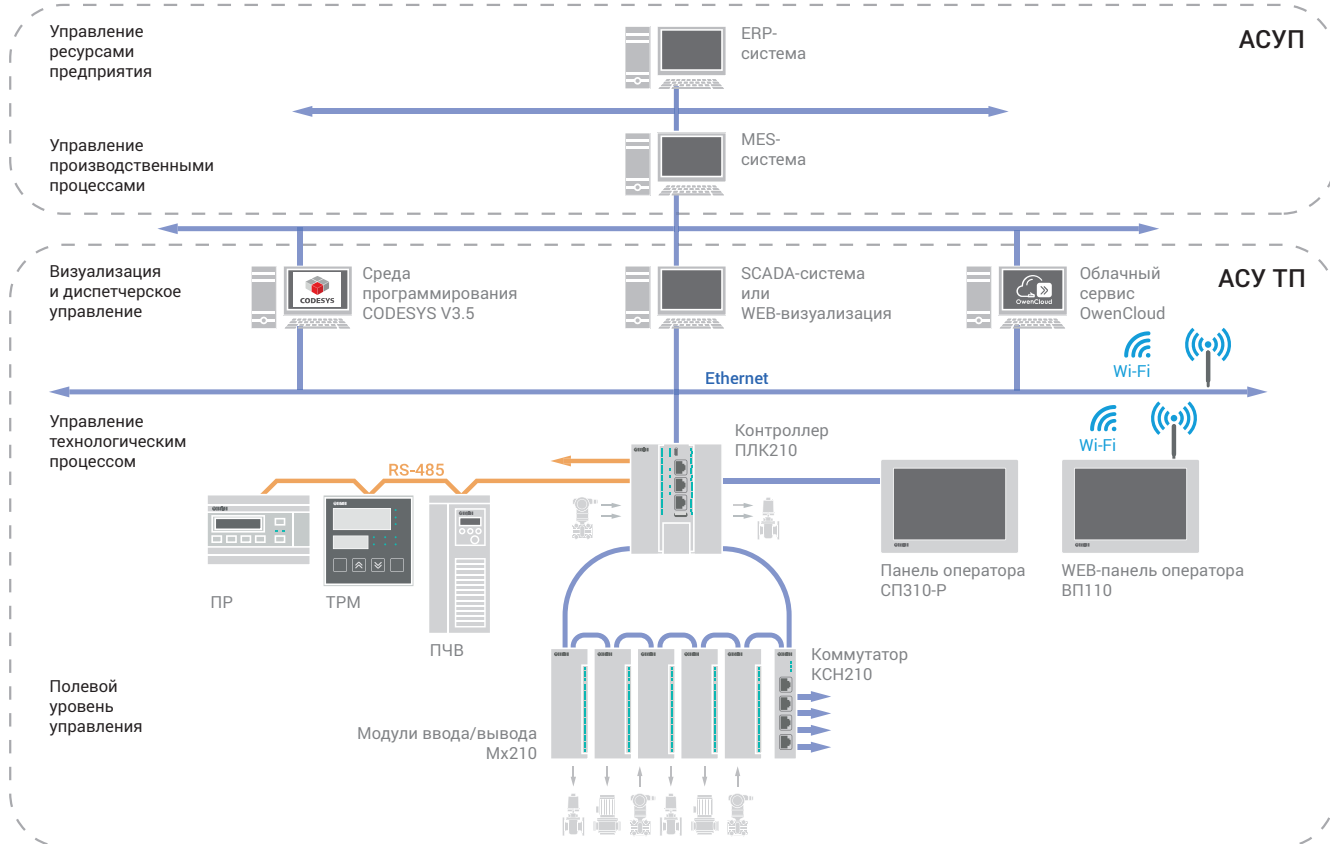 Управление
ресурсами
предприятия
ERP-
система
АСУП
Управление
производственными
процессами
MES-
система
Визуализация
и диспетчерское
управление
CODESYS
Среда
программирования
CODESYS V3.5
SCADA-система
или
WEB-визуализация
OwenCloud
Облачный
сервис
OwenCloud
АСУ ТП
Wi-Fi
Ethernet
Управление
технологическим
процессом
Контроллер
ПЛК210
Wi-Fi
RS-485
ПР
ТРМ
ПЧВ
Панель оператора
СП310-Р
WEB-панель оператора
ВП110
Коммутатор
КСН210
Полевой
уровень
управления
Модули ввода/вывода
Мх210